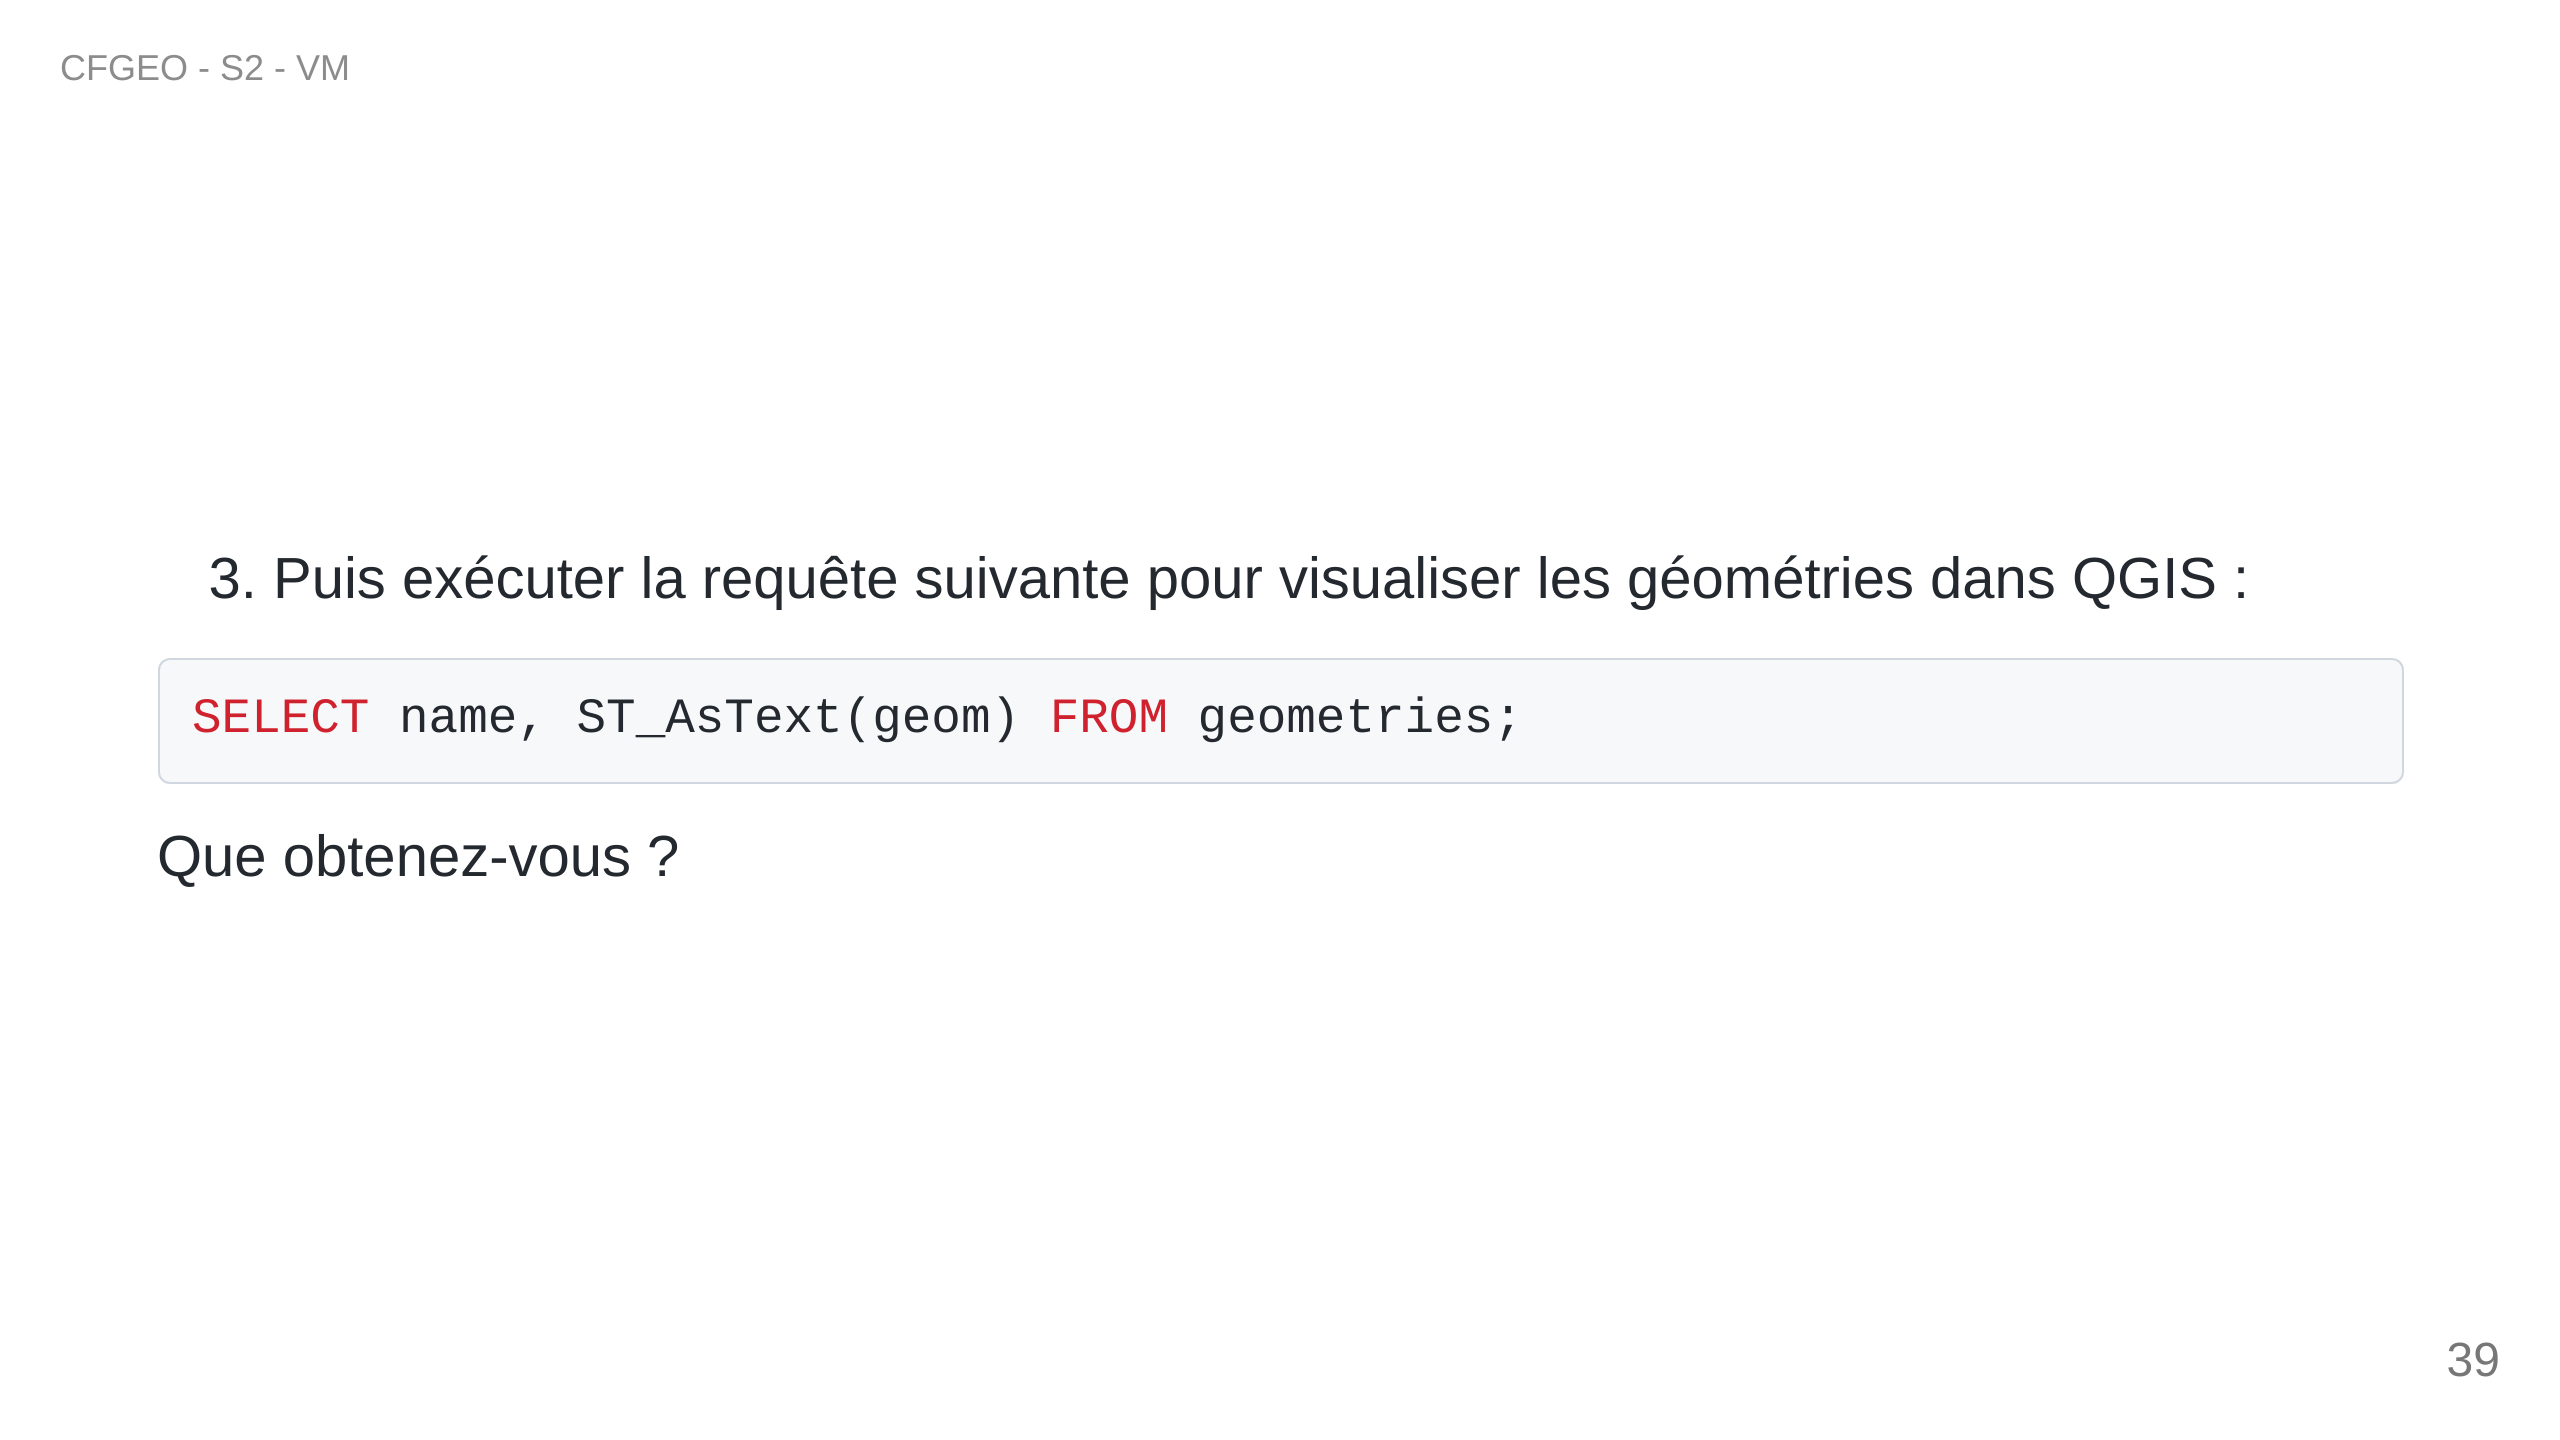 CFGEO - S2 - VM
3. Puis exécuter la requête suivante pour visualiser les géométries dans QGIS :
SELECT name, ST_AsText(geom) FROM geometries;
Que obtenez-vous ?
39